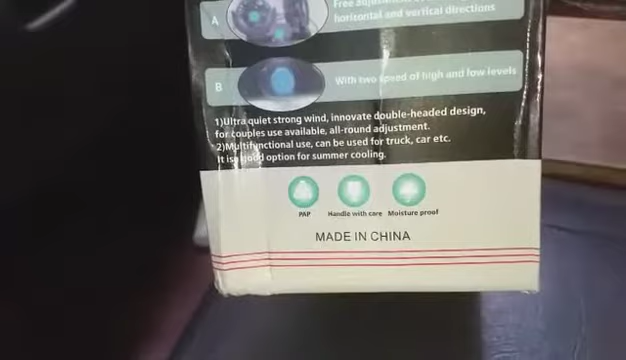 A
Free adjustment
horizontal and vertical directions
B
With two speed of high and low levels
1)Ultra quiet strong wind, innovate double-headed design,
for couples use available, all-round adjustment.
2)Multifunctional use, can be used for truck, car etc.
It is good option for summer cooling.
PAP Handle with care Moisture proof
MADE IN CHINA